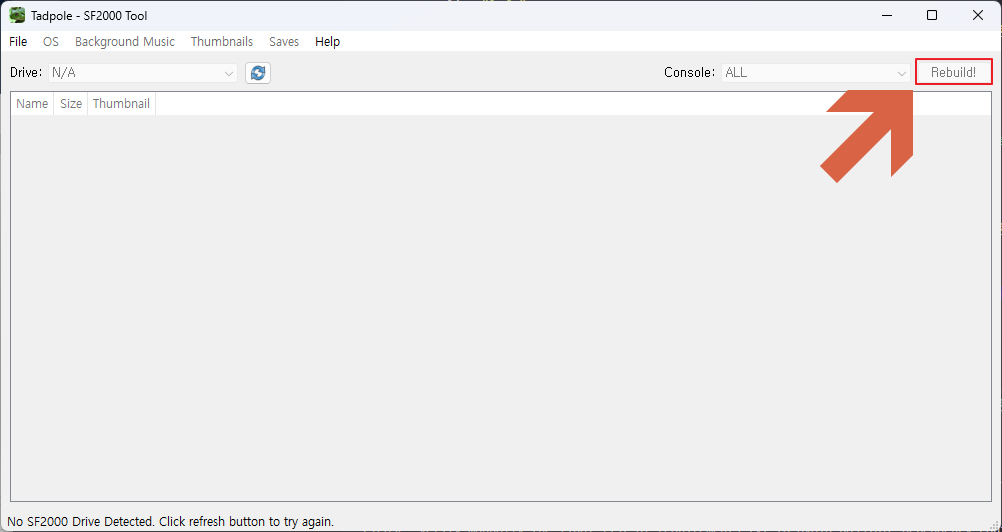 Tadpole - SF2000 Tool
File OS Background Music Thumbnails Saves Help
Drive: N/A Console: ALL Rebuild!
Name Size Thumbnail
No SF2000 Drive Detected. Click refresh button to try again.